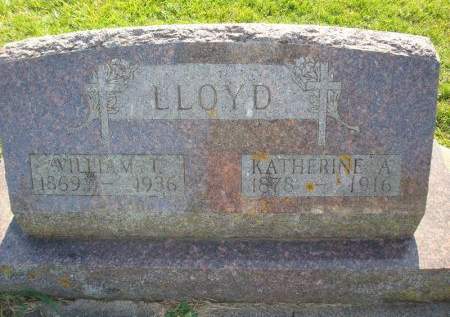 LLOYD
WILLIAM T.
1869 – 1936
KATHERINE A.
1878 – 1916